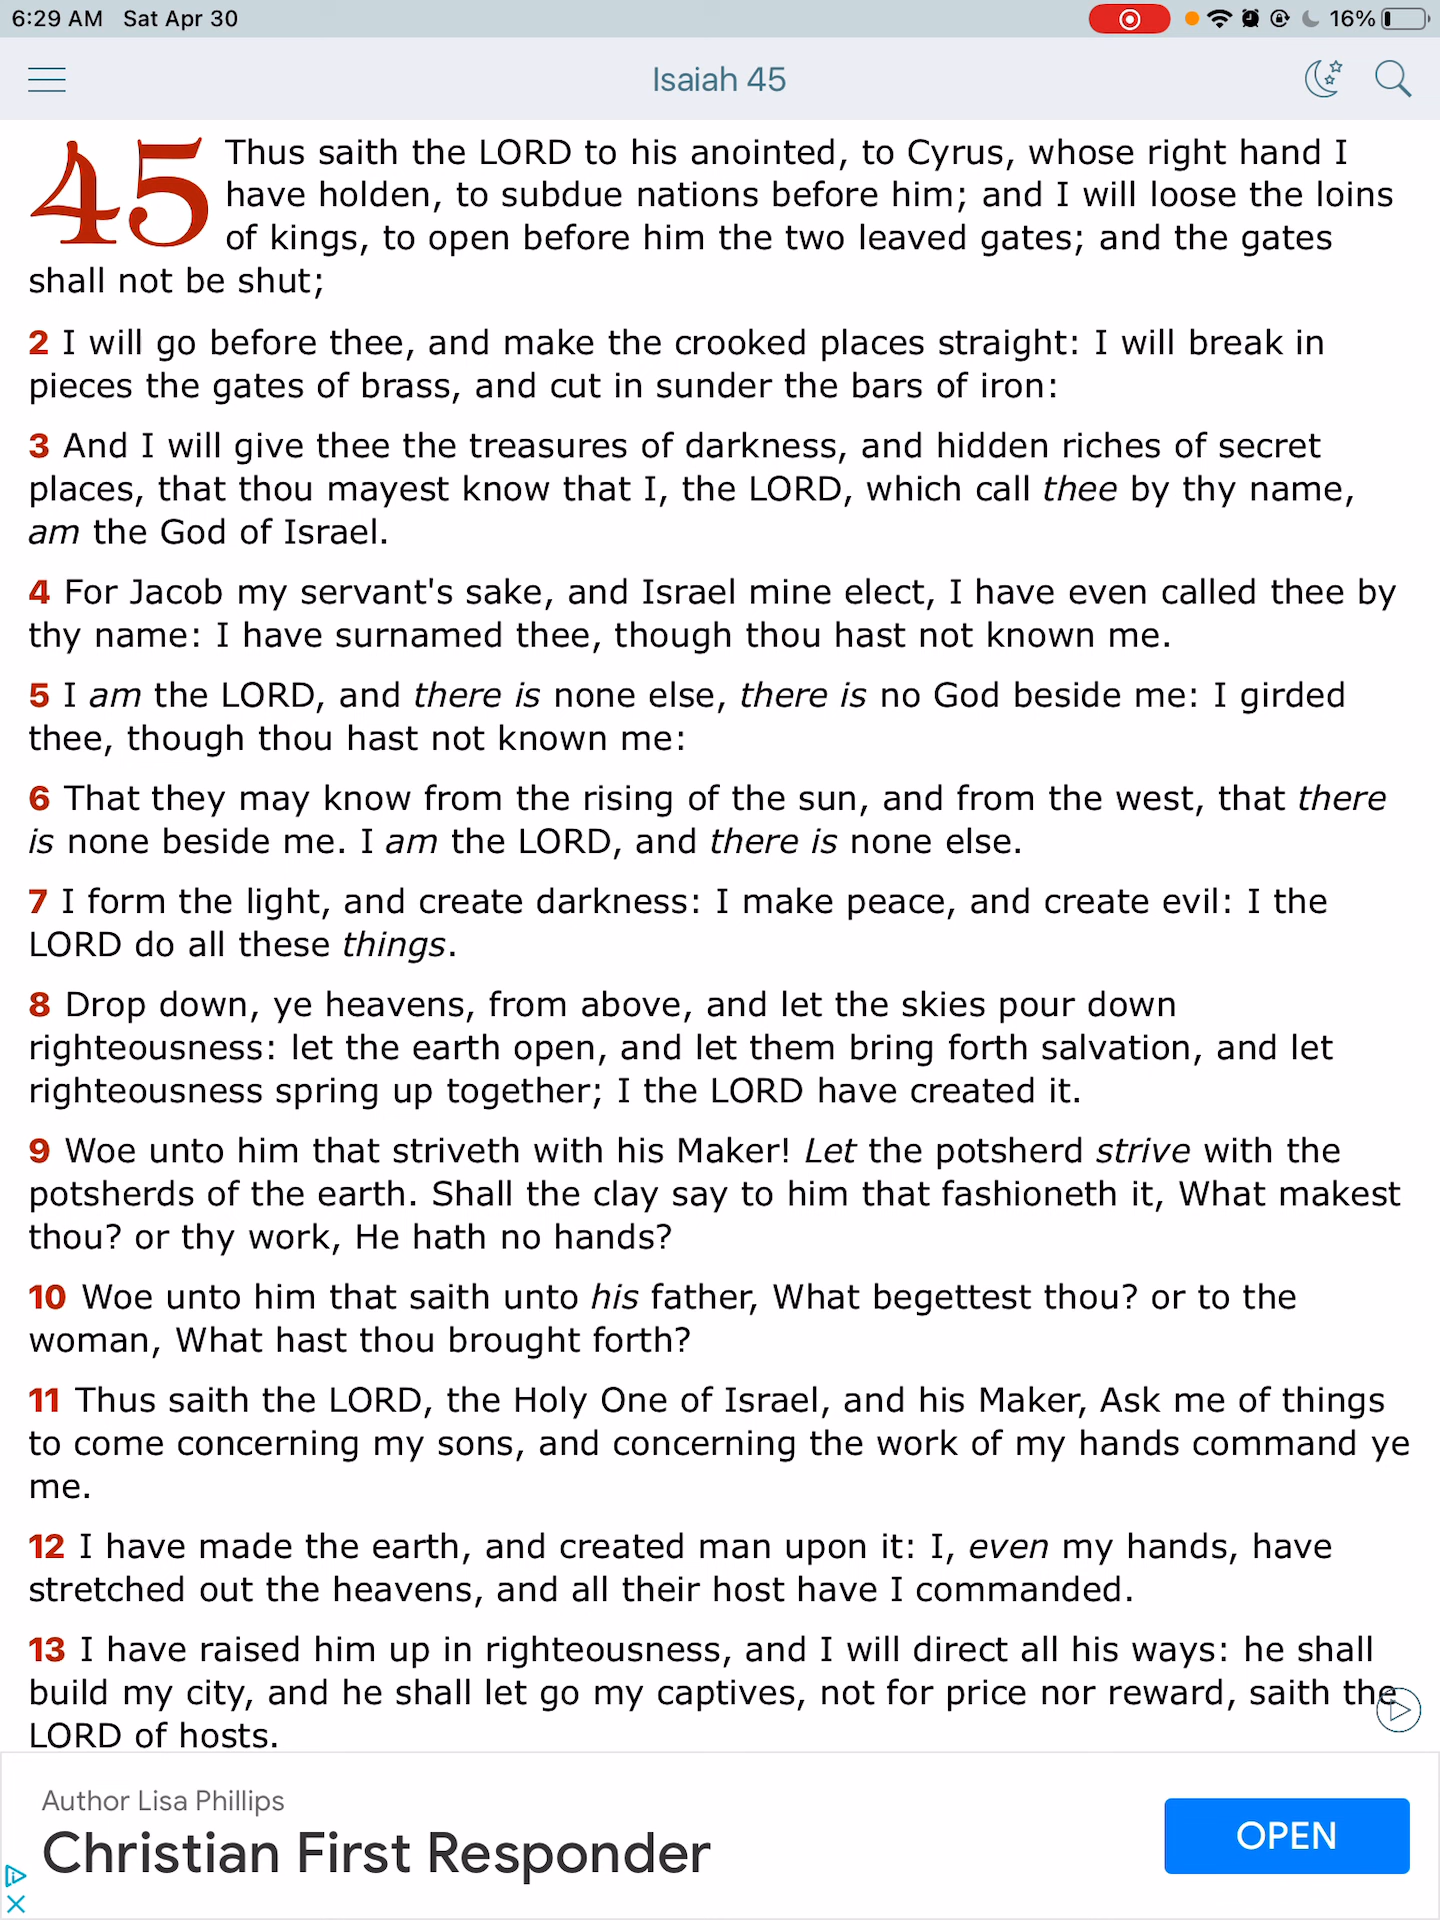 6:29 AM Sat Apr 30 16%
Isaiah 45
45 Thus saith the LORD to his anointed, to Cyrus, whose right hand I
have holden, to subdue nations before him; and I will loose the loins
of kings, to open before him the two leaved gates; and the gates
shall not be shut;
2 I will go before thee, and make the crooked places straight: I will break in
pieces the gates of brass, and cut in sunder the bars of iron:
3 And I will give thee the treasures of darkness, and hidden riches of secret
places, that thou mayest know that I, the LORD, which call thee by thy name,
am the God of Israel.
4 For Jacob my servant's sake, and Israel mine elect, I have even called thee by
thy name: I have surnamed thee, though thou hast not known me.
5 I am the LORD, and there is none else, there is no God beside me: I girded
thee, though thou hast not known me:
6 That they may know from the rising of the sun, and from the west, that there
is none beside me. I am the LORD, and there is none else.
7 I form the light, and create darkness: I make peace, and create evil: I the
LORD do all these things.
8 Drop down, ye heavens, from above, and let the skies pour down
righteousness: let the earth open, and let them bring forth salvation, and let
righteousness spring up together; I the LORD have created it.
9 Woe unto him that striveth with his Maker! Let the potsherd strive with the
potsherds of the earth. Shall the clay say to him that fashioneth it, What makest
thou? or thy work, He hath no hands?
10 Woe unto him that saith unto his father, What begettest thou? or to the
woman, What hast thou brought forth?
11 Thus saith the LORD, the Holy One of Israel, and his Maker, Ask me of things
to come concerning my sons, and concerning the work of my hands command ye
me.
12 I have made the earth, and created man upon it: I, even my hands, have
stretched out the heavens, and all their host have I commanded.
13 I have raised him up in righteousness, and I will direct all his ways: he shall
build my city, and he shall let go my captives, not for price nor reward, saith the
LORD of hosts.
Author Lisa Phillips
Christian First Responder
OPEN